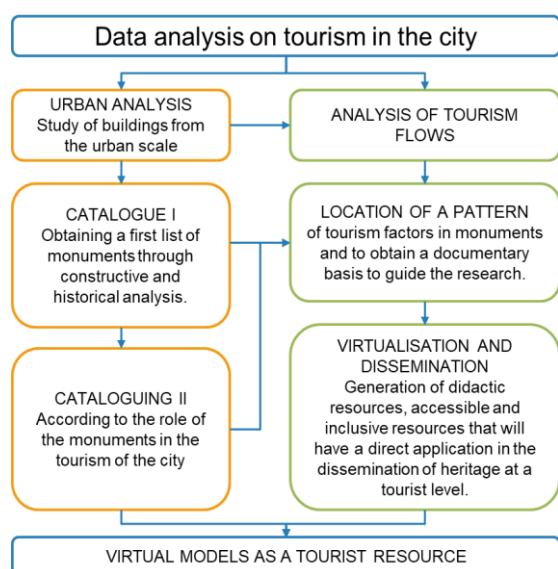 Data analysis on tourism in the city
URBAN ANALYSIS
Study of buildings from
the urban scale
ANALYSIS OF TOURISM
FLOWS
CATALOGUE I
Obtaining a first list of
monuments through
constructive and
historical analysis.
LOCATION OF A PATTERN
of tourism factors in monuments
and to obtain a documentary
basis to guide the research.
CATALOGUING II
According to the role of
the monuments in the
tourism of the city
VIRTUALISATION AND
DISSEMINATION
Generation of didactic
resources, accessible and
inclusive resources that will
have a direct application in the
dissemination of heritage at a
tourist level.
VIRTUAL MODELS AS A TOURIST RESOURCE